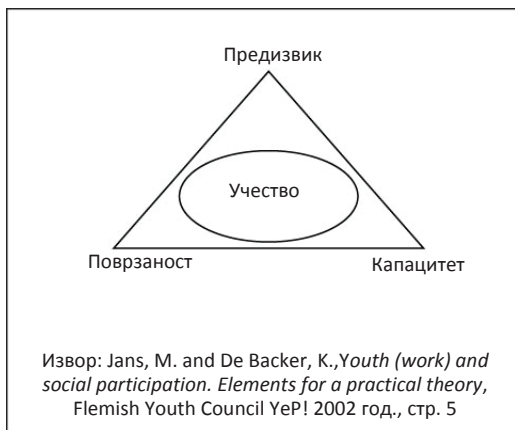 Предизвик
Учество
Поврзаност
Капацитет
Извор: Jans, M. and De Backer, K.,Youth (work) and
social participation. Elements for a practical theory,
Flemish Youth Council YeP! 2002 год., стр. 5